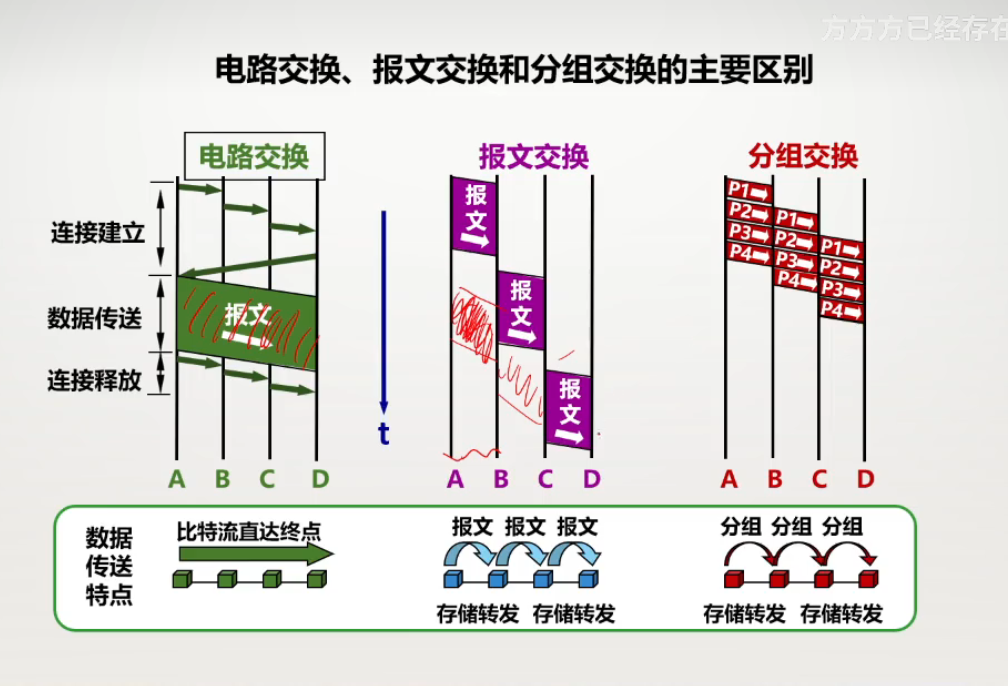 方方方已经存在
电路交换、报文交换和分组交换的主要区别
电路交换
报文交换
分组交换
连接建立
数据传送
连接释放
报文
t
报
文
报
文
报
文
P1
P2
P3
P4
P1
P2
P3
P4
P1
P2
P3
P4
A B C D
A B C D
A B C D
数据
传送
特点
比特流直达终点
报文 报文 报文
存储转发 存储转发
分组 分组 分组
存储转发 存储转发